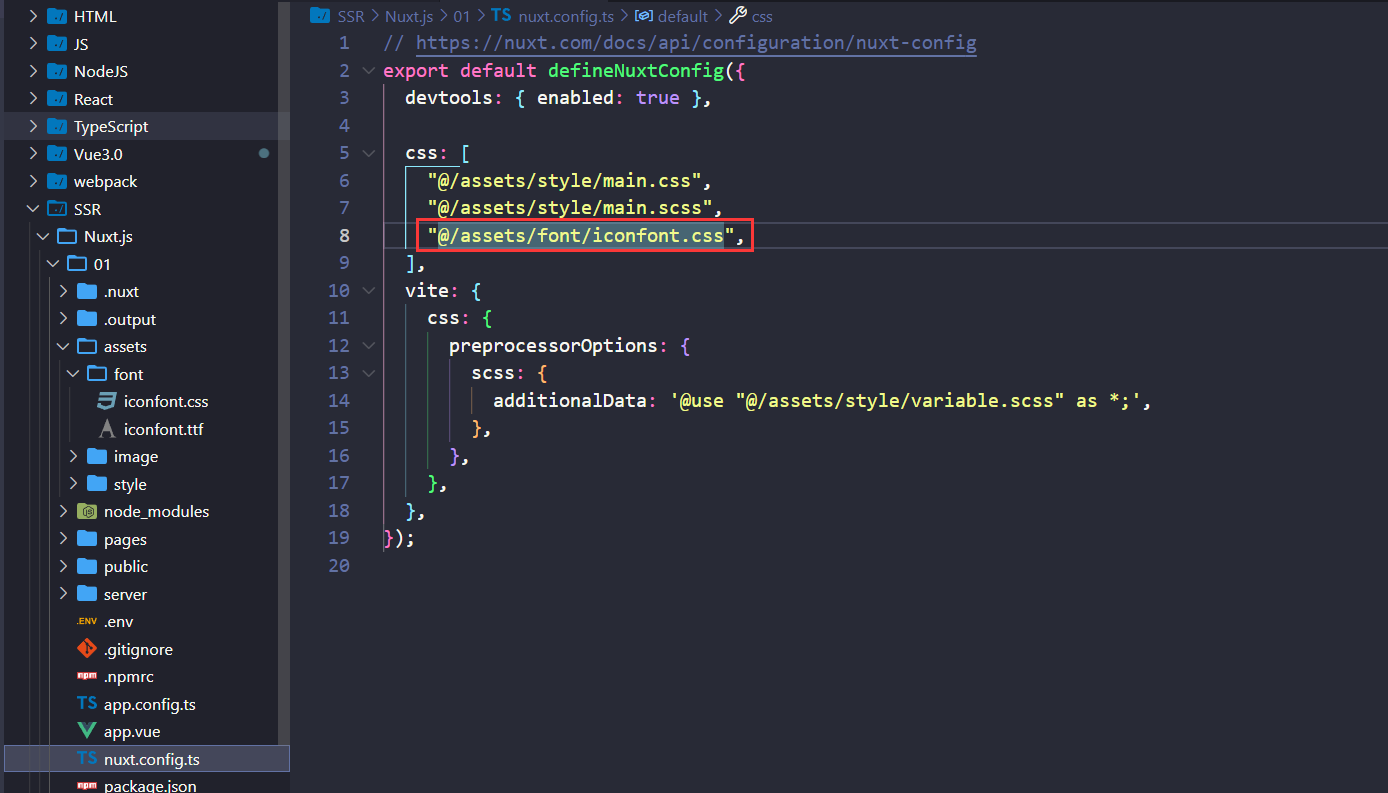 HTML
JS
NodeJS
React
TypeScript
Vue3.0
webpack
SSR
Nuxt.js
01
.nuxt
.output
assets
font
iconfont.css
iconfont.ttf
image
style
node_modules
pages
public
server
.ENV .env
.gitignore
npm .npmrc
TS app.config.ts
app.vue
TS nuxt.config.ts
npm package.json
SSR > Nuxt.js > 01 > TS nuxt.config.ts > default > css
1 // https://nuxt.com/docs/api/configuration/nuxt-config
2 export default defineNuxtConfig({
3 devtools: { enabled: true },
4
5 css: [
6 "@/assets/style/main.css",
7 "@/assets/style/main.scss",
8 "@/assets/font/iconfont.css",
9 ],
10 vite: {
11 css: {
12 preprocessorOptions: {
13 scss: {
14 additionalData: '@use "@/assets/style/variable.scss" as *;',
15 },
16 },
17 },
18 },
19 });
20